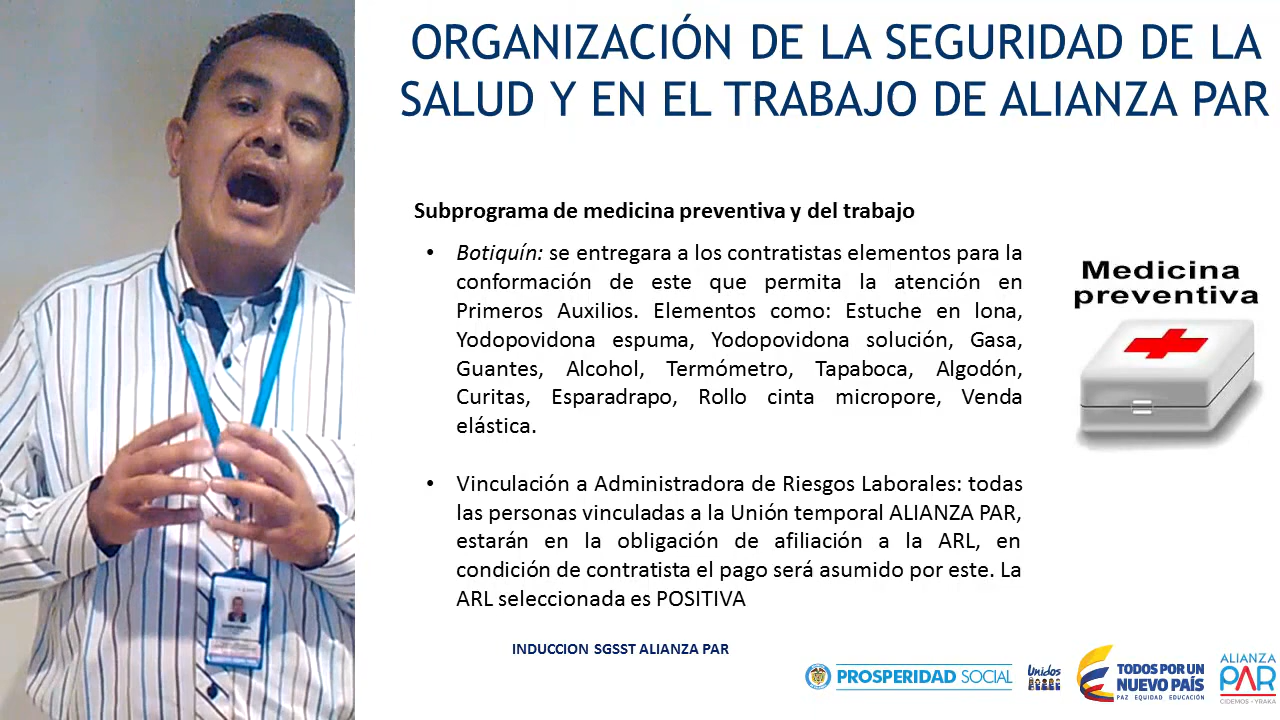 ORGANIZACIÓN DE LA SEGURIDAD DE LA
SALUD Y EN EL TRABAJO DE ALIANZA PAR
Subprograma de medicina preventiva y del trabajo
• Botiquín: se entregara a los contratistas elementos para la
conformación de este que permita la atención en
Primeros Auxilios. Elementos como: Estuche en lona,
Yodopovidona espuma, Yodopovidona solución, Gasa,
Guantes, Alcohol, Termómetro, Tapaboca, Algodón,
Curitas, Esparadrapo, Rollo cinta micropore, Venda
elástica.
• Vinculación a Administradora de Riesgos Laborales: todas
las personas vinculadas a la Unión temporal ALIANZA PAR,
estarán en la obligación de afiliación a la ARL, en
condición de contratista el pago será asumido por este. La
ARL seleccionada es POSITIVA
Medicina
preventiva
INDUCCION SGSST ALIANZA PAR
PROSPERIDAD SOCIAL
Unidos
TODOS POR UN
NUEVO PAÍS
PAZ EQUIDAD EDUCACIÓN
ALIANZA
PAR
CIDEMOS - YRAKA